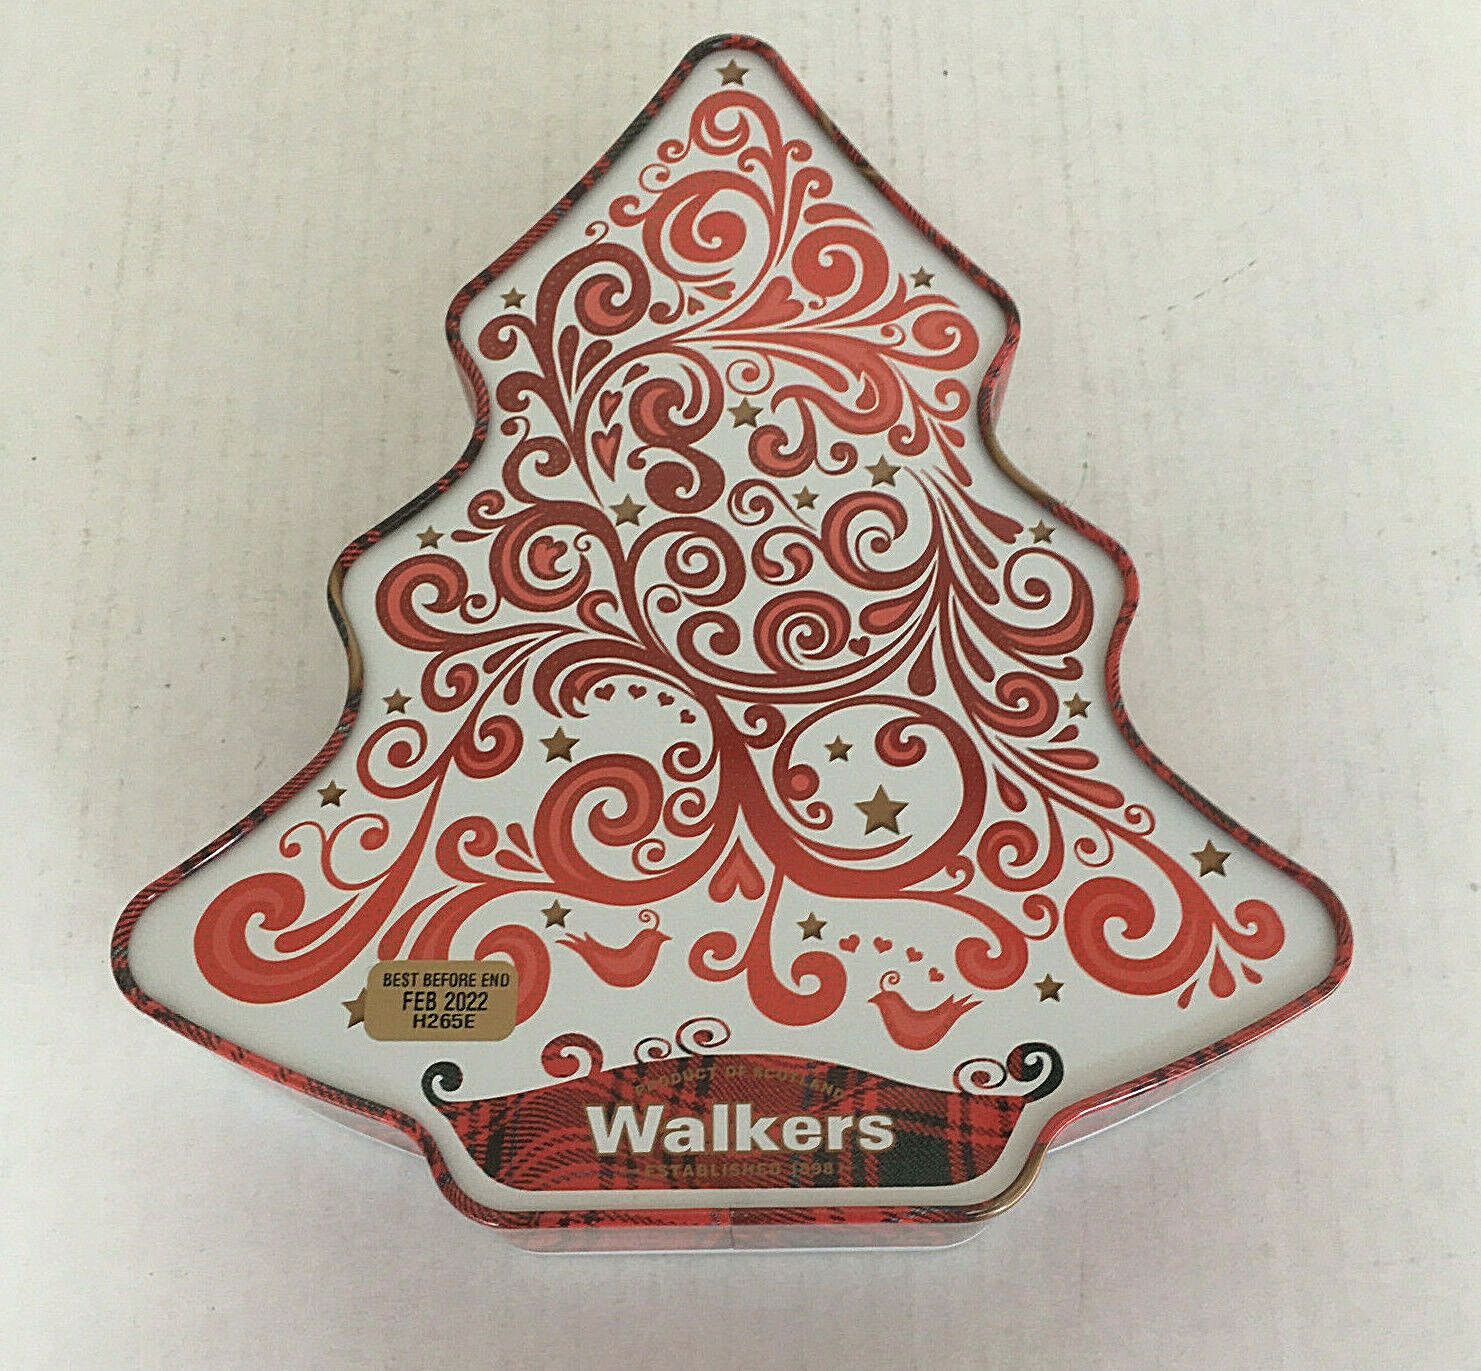 BEST BEFORE END
FEB 2022
H265E
PRODUCT OF SCOTLAND
Walkers
ESTABLISHED 1898